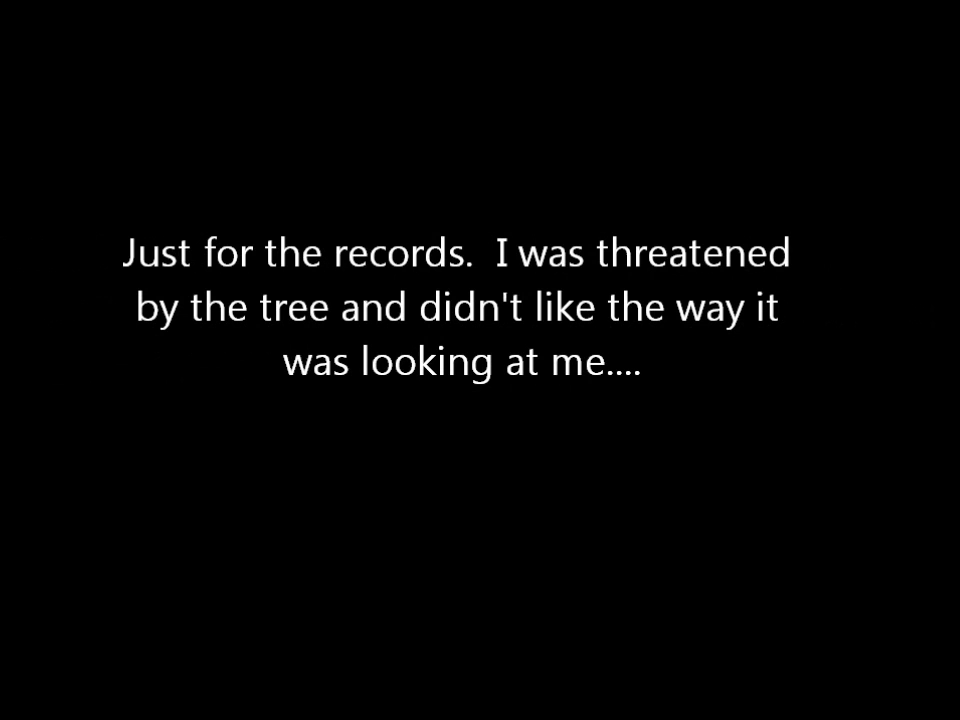 Just for the records.  I was threatened
by the tree and didn't like the way it
was looking at me....